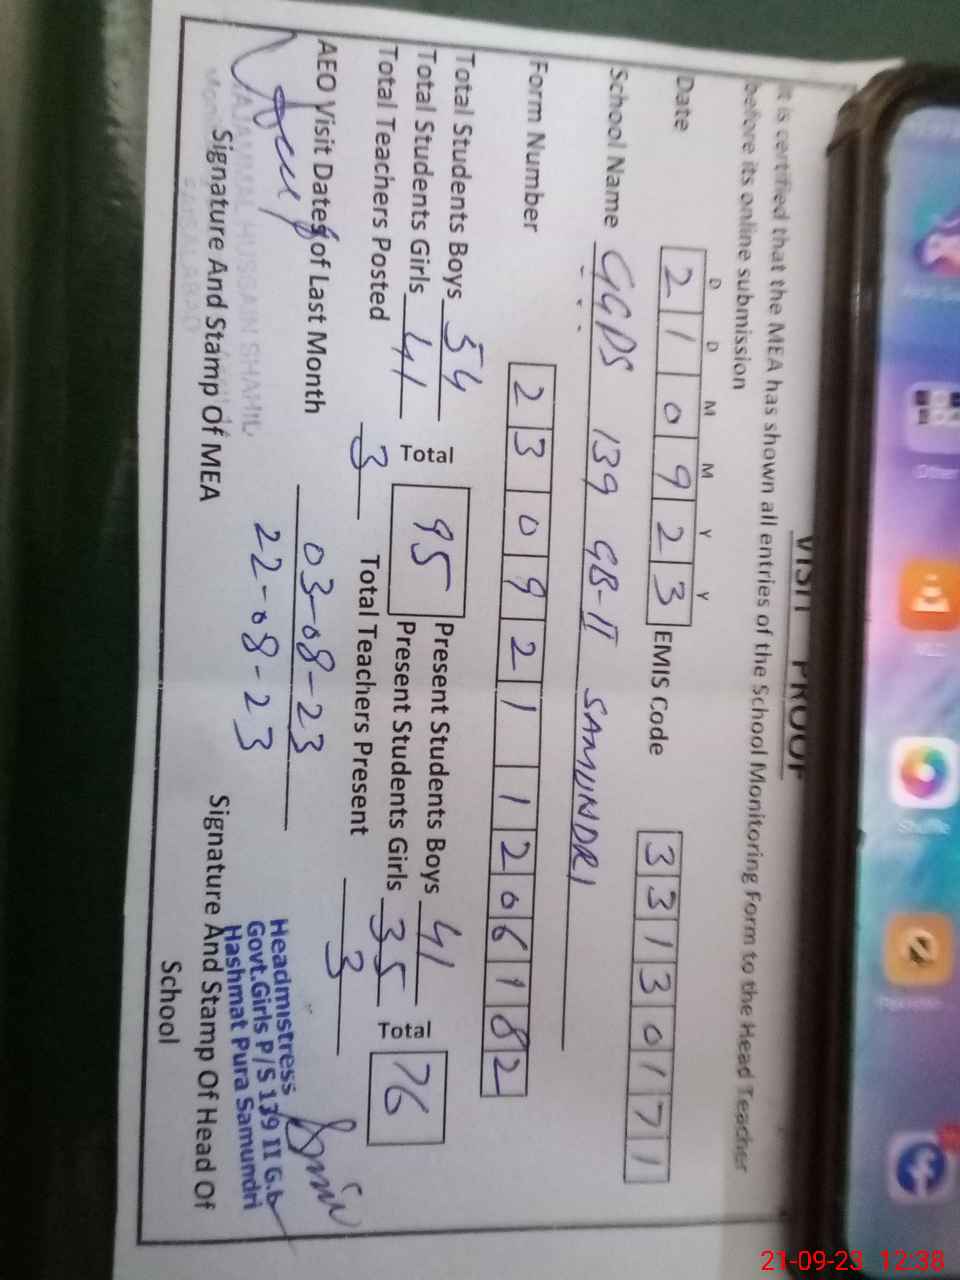 VISIT PROOF
It is certified that the MEA has shown all entries of the School Monitoring Form to the Head Teacher
before its online submission
D D M M Y Y
Date 2 1 0 9 2 3 EMIS Code 3 3 1 3 0 1 7 1
School Name GGPS 139 GB-II SAMUNDRI
Form Number 2 3 0 9 2 1 1 2 0 6 1 8 2
Total Students Boys 54 Total 95 Present Students Boys 41 Total 76
Total Students Girls 41 Present Students Girls 35
Total Teachers Posted 3 Total Teachers Present 3
AEO Visit Dates of Last Month 03-08-23
22-08-23
HUSSAIN SHAMIL
Signature And Stamp Of MEA
Headmistress
Govt.Girls P/S 139 II G.b
Hashmat Pura Samundri
Signature And Stamp Of Head Of
School
Other
VLC
Shuffle
21-09-23 12:38